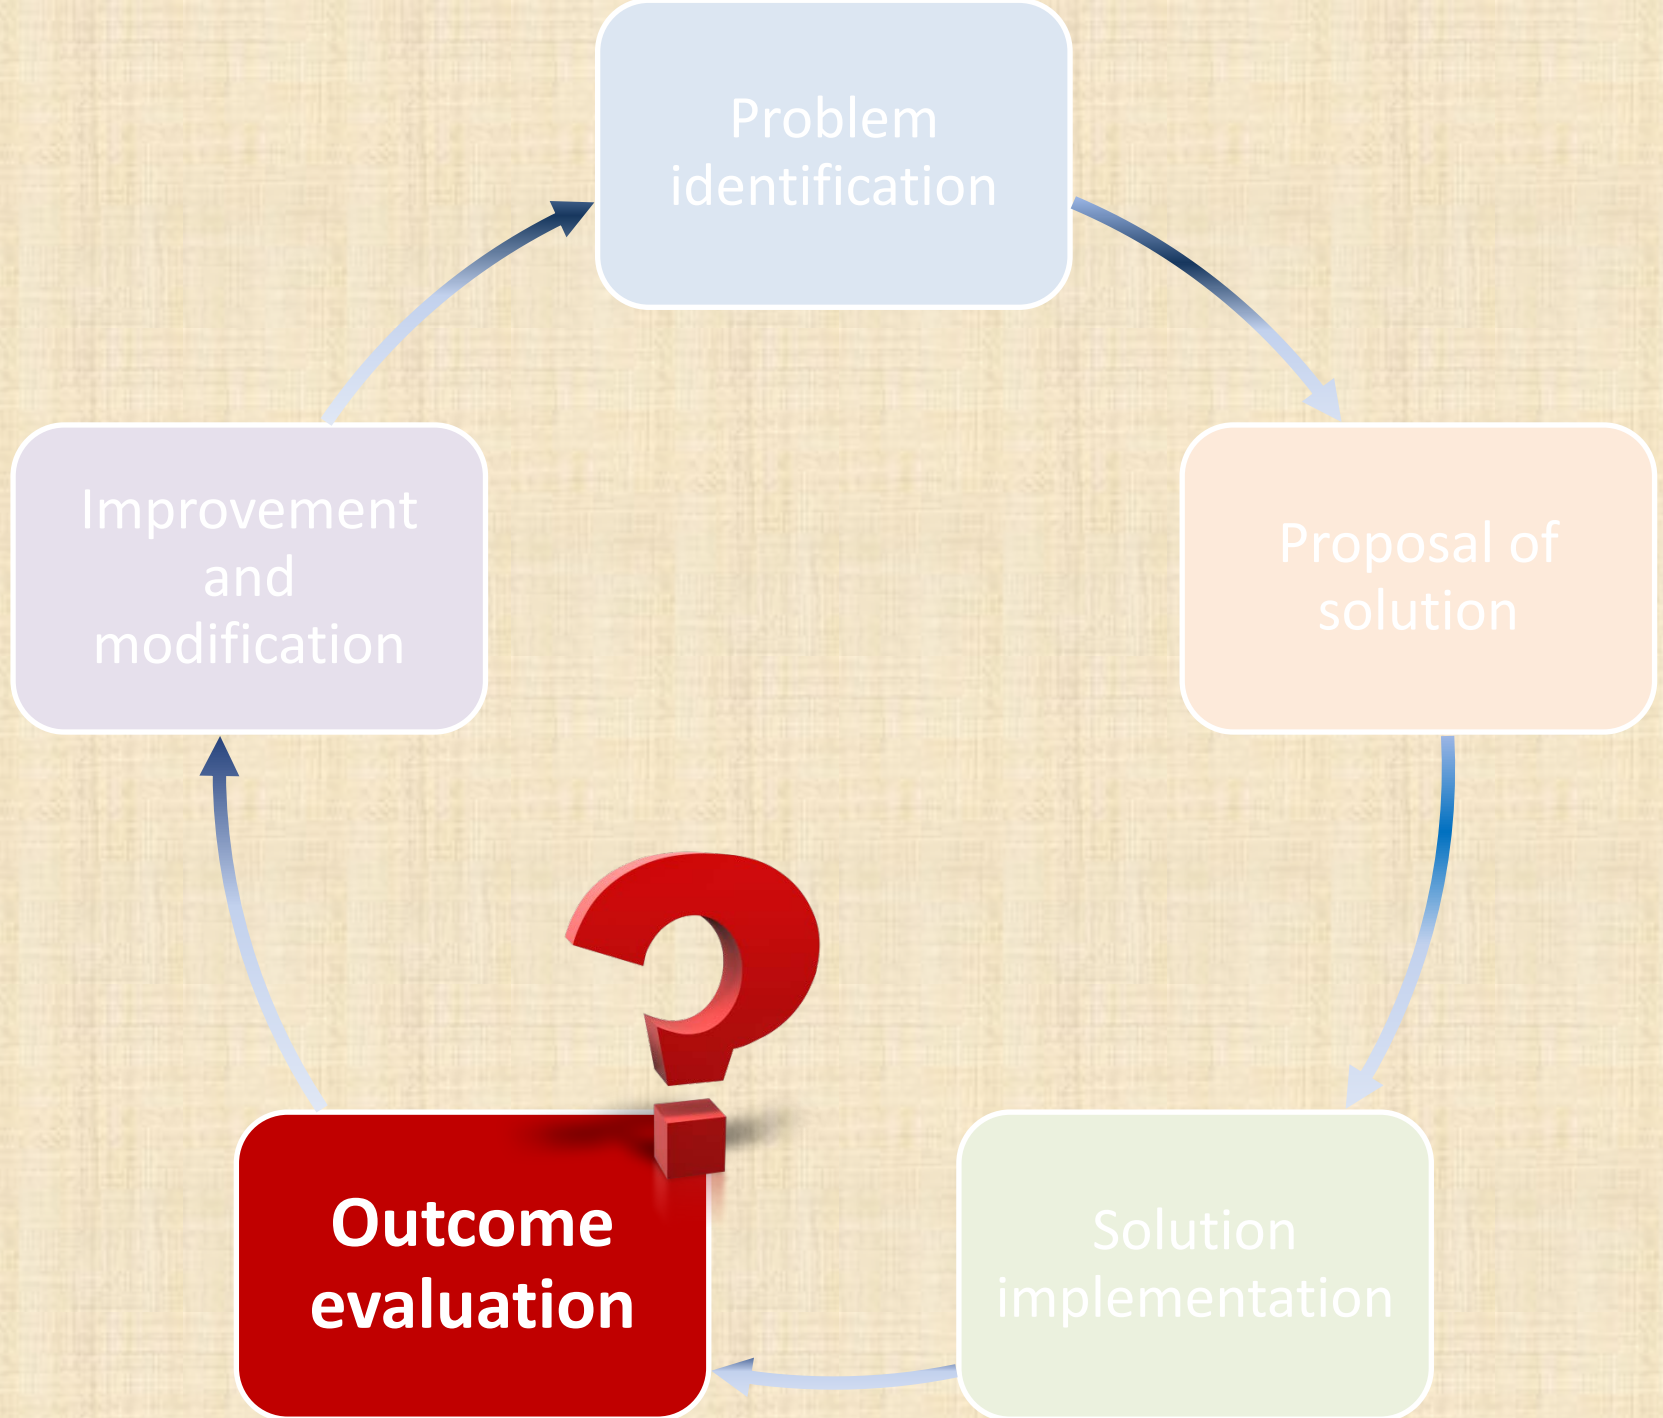 Problem
identification
Proposal of
solution
Solution
implementation
Outcome
evaluation
?
Improvement
and
modification